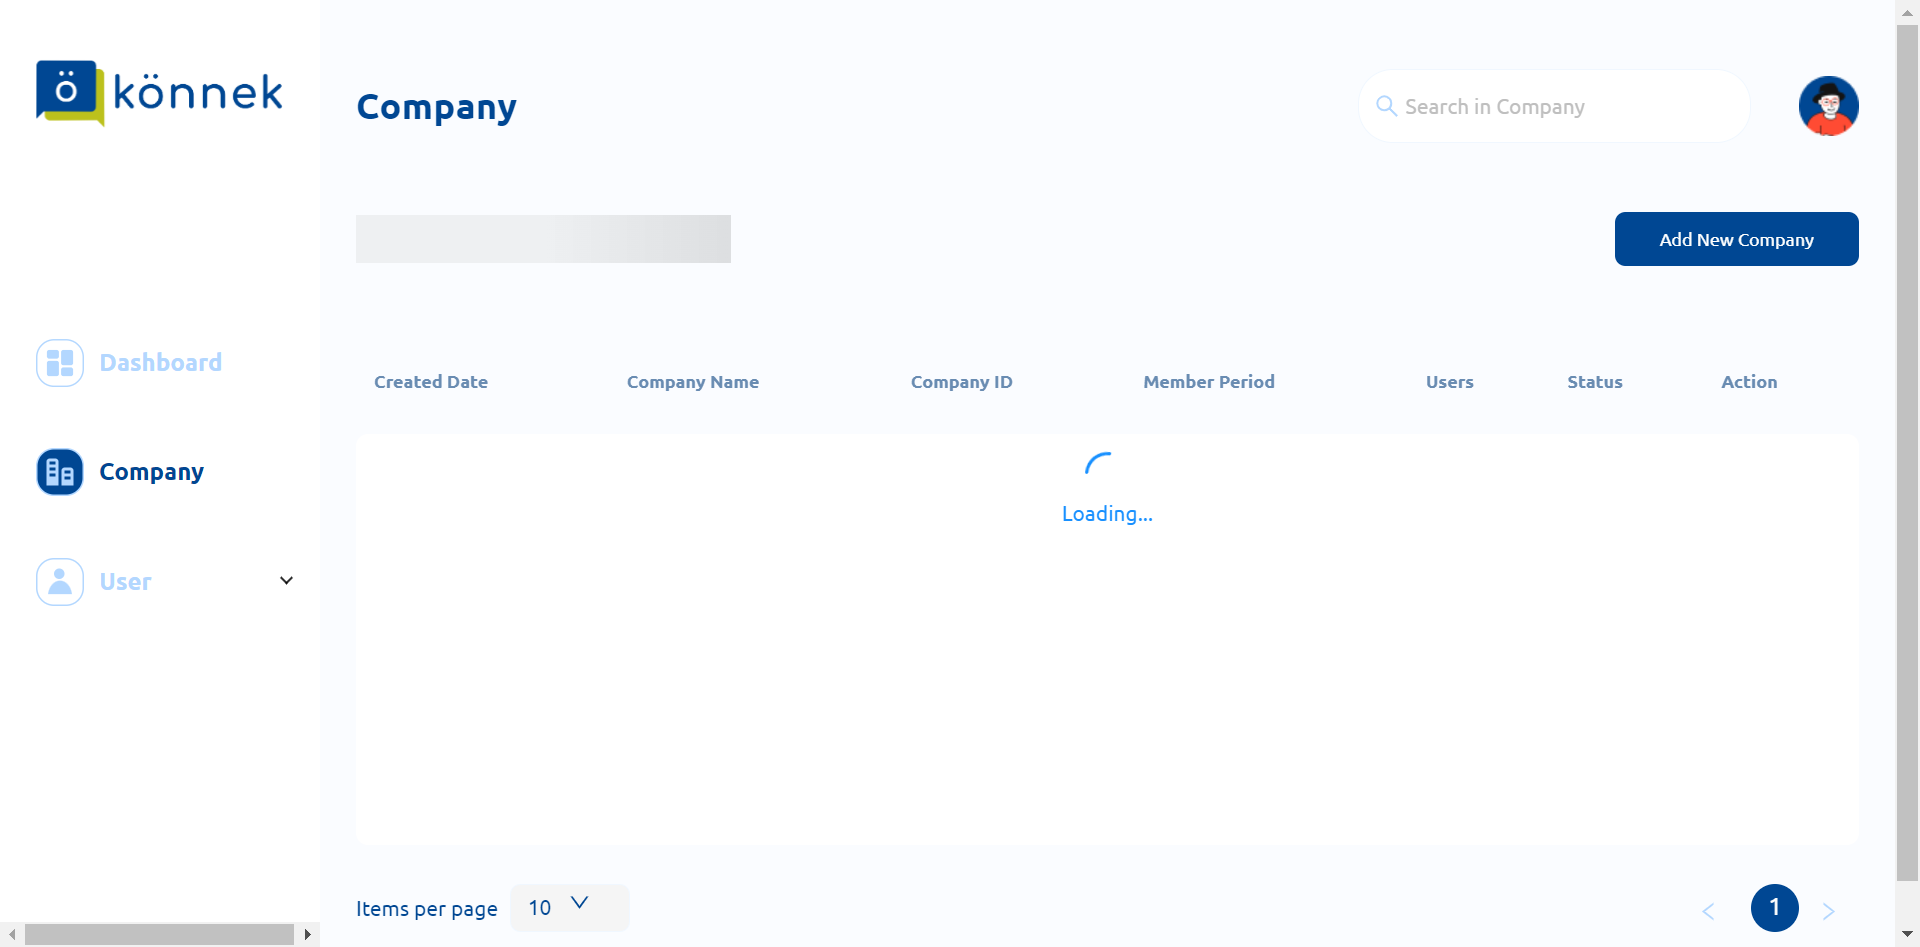 ö könnek
Company
Search in Company
Add New Company
Dashboard
Company
User
Created Date Company Name Company ID Member Period Users Status Action
Loading...
Items per page 10
1